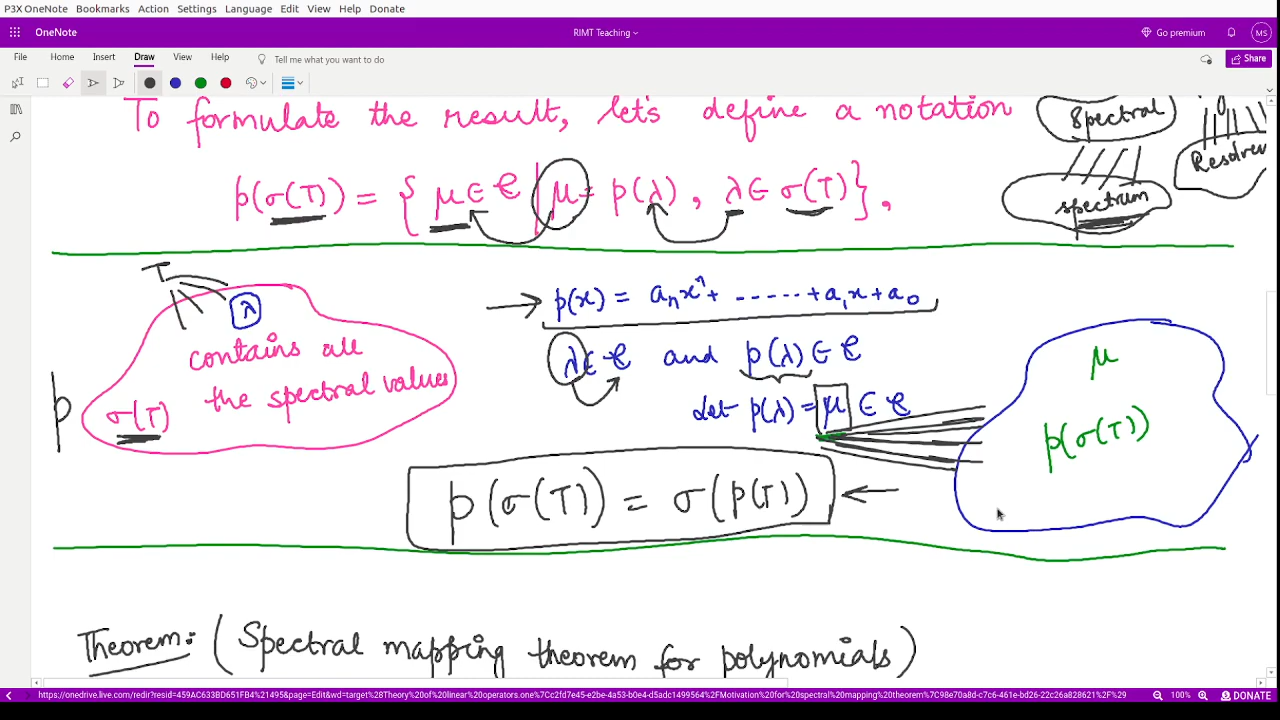 P3X OneNote Bookmarks Action Settings Language Edit View Help Donate
OneNote
RIMT Teaching
Go premium
MS
File Home Insert Draw View Help Tell me what you want to do
Share
To formulate the result, let's define a notation
Spectral
spectrum
p(σ(T)) = { μ ∈ ℂ | μ = p(λ), λ ∈ σ(T) },
T
λ
contains all
the spectral values
σ(T)
p
p(x) = aₙxⁿ + ...... + a₁x + a₀
λ ∈ ℂ and p(λ) ∈ ℂ
Let p(λ) = μ ∈ ℂ
μ
p(σ(T))
p(σ(T)) = σ(p(T))
Theorem: (Spectral mapping theorem for polynomials)
100%
DONATE